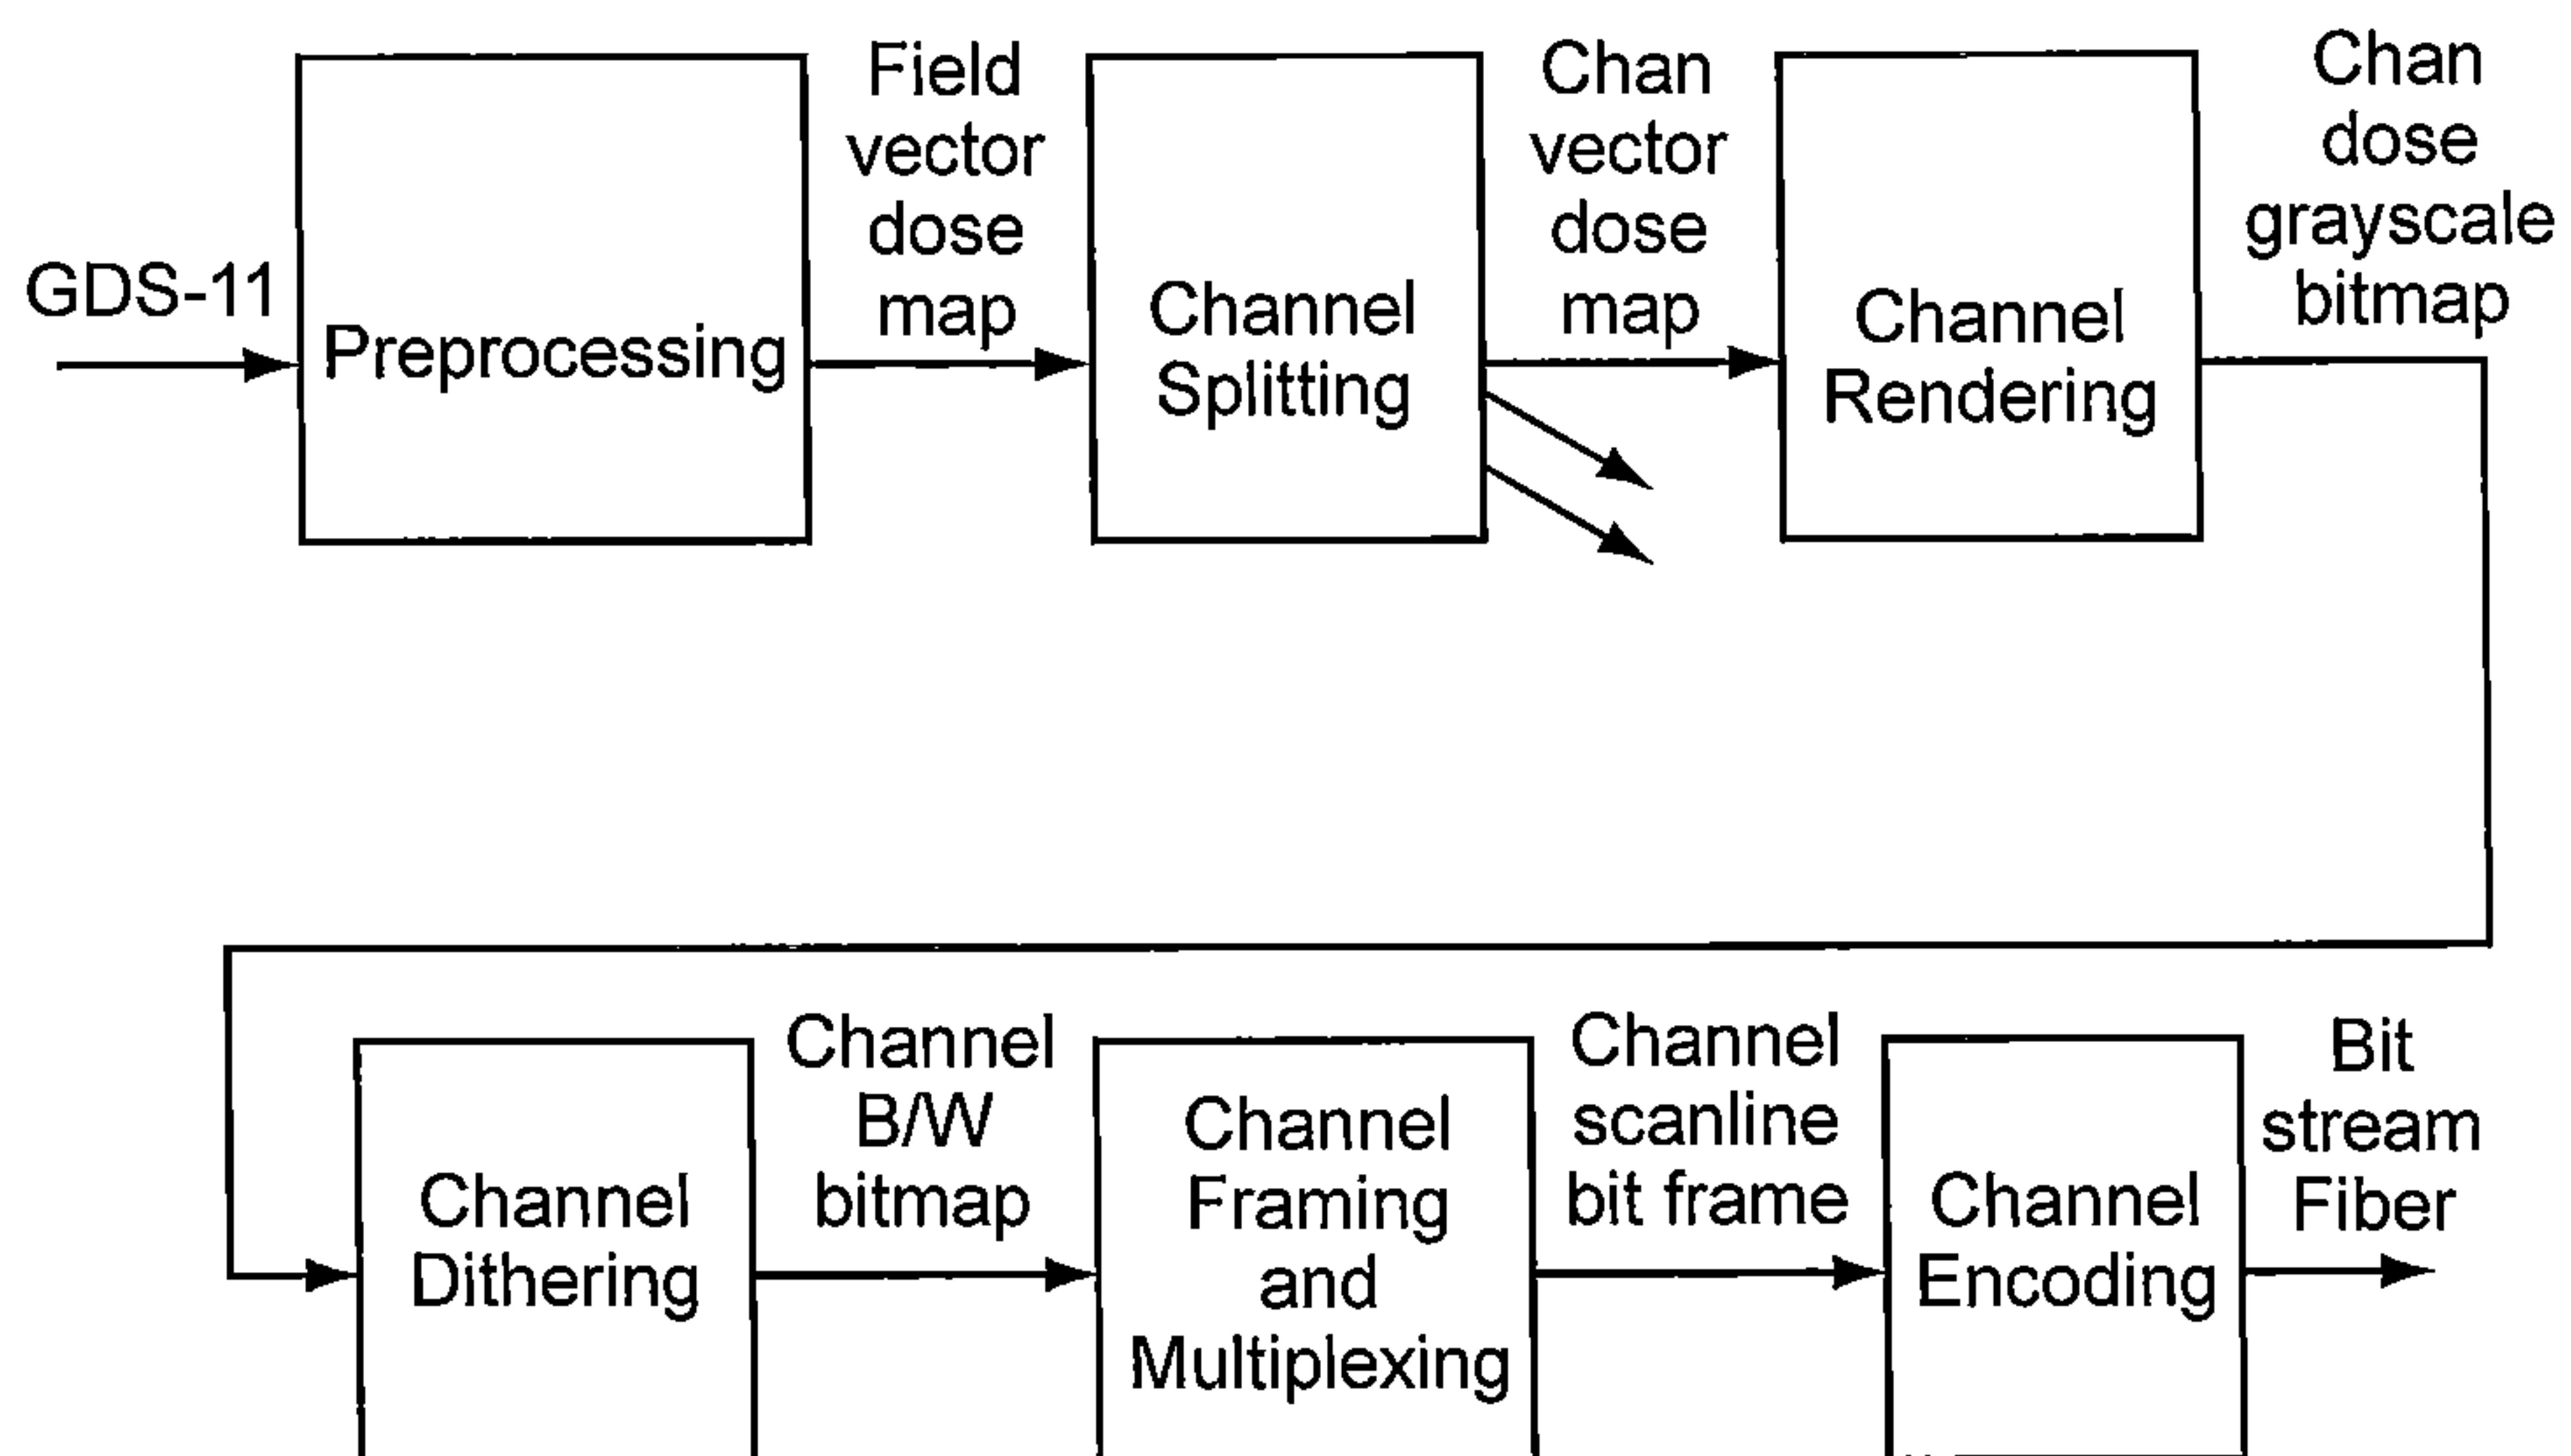 GDS-11
Preprocessing
Field
vector
dose
map
Channel
Splitting
Chan
vector
dose
map
Channel
Rendering
Chan
dose
grayscale
bitmap
Channel
Dithering
Channel
B/W
bitmap
Channel
Framing
and
Multiplexing
Channel
scanline
bit frame
Channel
Encoding
Bit
stream
Fiber